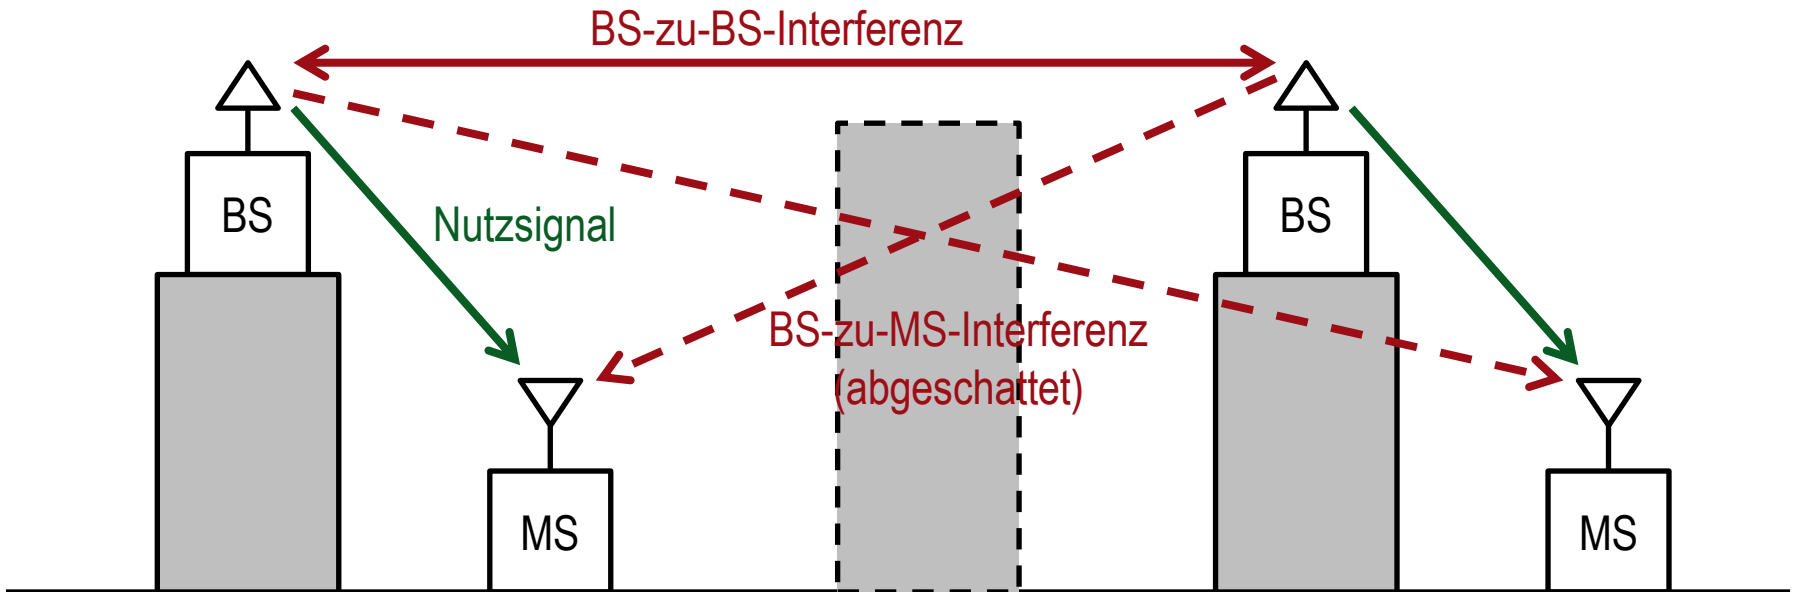 BS-zu-BS-Interferenz
BS
Nutzsignal
BS
BS-zu-MS-Interferenz
(abgeschattet)
MS
MS